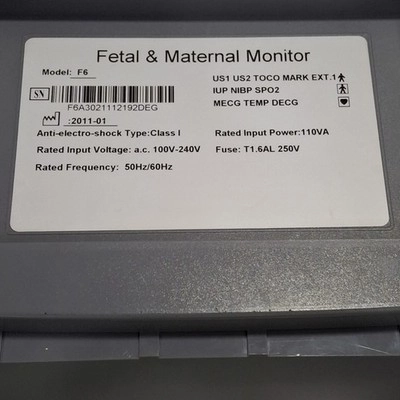 Fetal & Maternal Monitor
Model: F6
US1 US2 TOCO MARK EXT.1
SN
IUP NIBP SPO2
F6A3021112192DEG
MECG TEMP DECG
:2011-01
Anti-electro-shock Type:Class I
Rated Input Power:110VA
Rated Input Voltage: a.c. 100V-240V
Fuse: T1.6AL 250V
Rated Frequency: 50Hz/60Hz